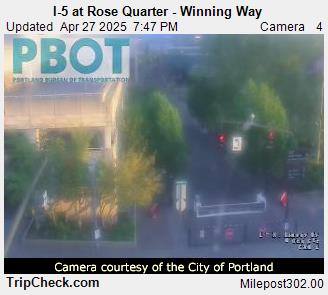 I-5 at Rose Quarter - Winning Way
Updated Apr 27 2025 7:47 PM Camera 4
PBOT
PORTLAND BUREAU OF TRANSPORTATION
Camera courtesy of the City of Portland
TripCheck.com Milepost302.00